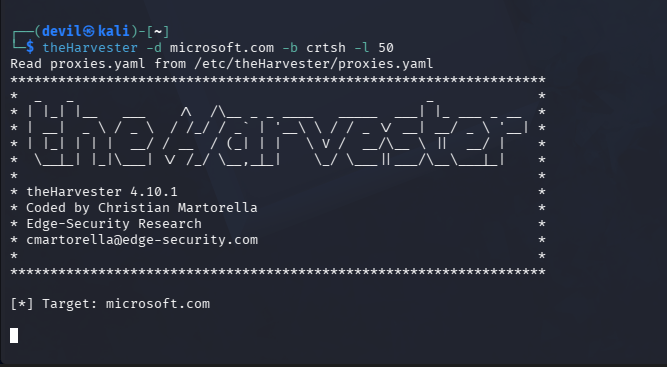 ┌──(devil㉿kali)-[~]
└─$ theHarvester -d microsoft.com -b crtsh -l 50
Read proxies.yaml from /etc/theHarvester/proxies.yaml
*******************************************************************
* theHarvester *
* *
* theHarvester 4.10.1 *
* Coded by Christian Martorella *
* Edge-Security Research *
* cmartorella@edge-security.com *
* *
*******************************************************************
[*] Target: microsoft.com